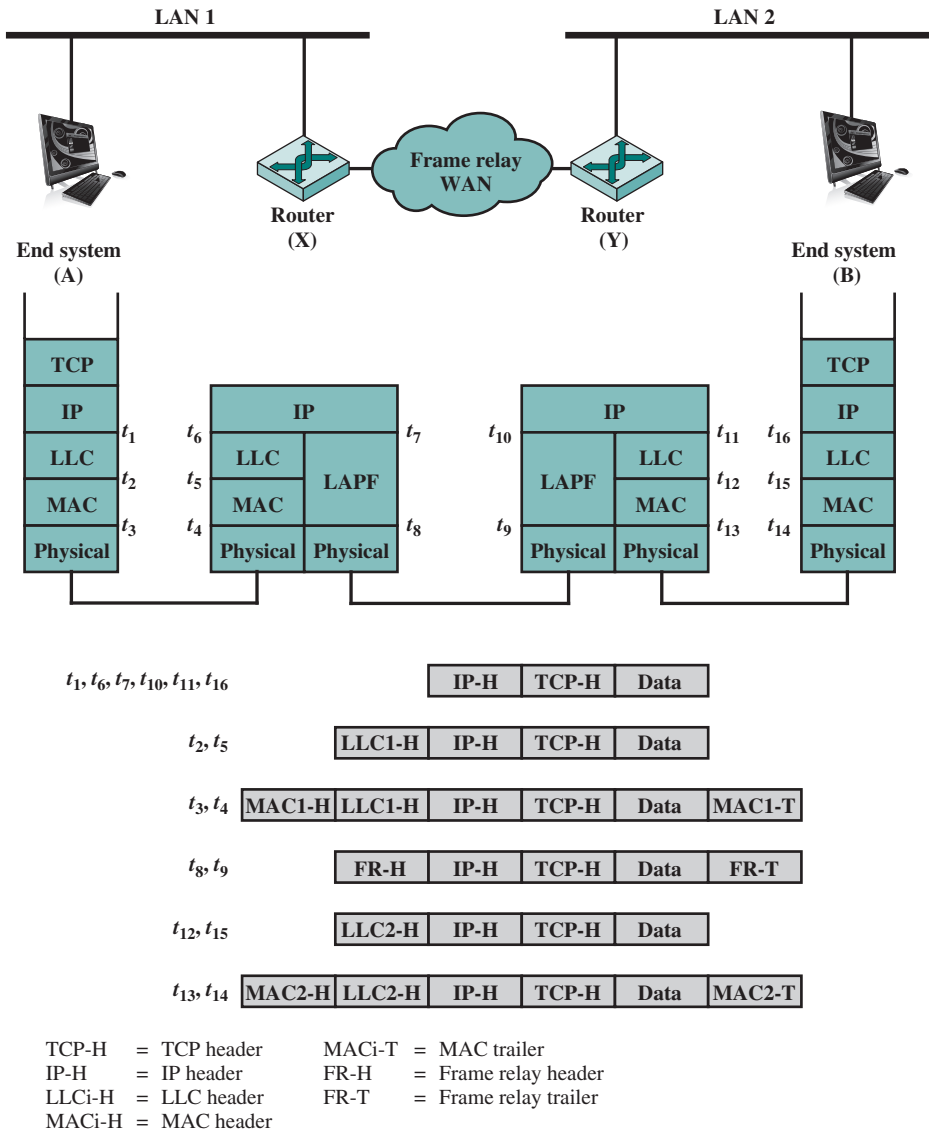 LAN 1 LAN 2
Frame relay
WAN
Router
(X)
Router
(Y)
End system
(A)
End system
(B)
TCP TCP
IP IP IP IP
t1 t6 t7 t10 t11 t16
LLC LLC LAPF LAPF LLC LLC
t2 t5 t12 t15
MAC MAC MAC MAC
t3 t4 t8 t9 t13 t14
Physical Physical Physical Physical Physical Physical
t1, t6, t7, t10, t11, t16 IP-H TCP-H Data
t2, t5 LLC1-H IP-H TCP-H Data
t3, t4 MAC1-H LLC1-H IP-H TCP-H Data MAC1-T
t8, t9 FR-H IP-H TCP-H Data FR-T
t12, t15 LLC2-H IP-H TCP-H Data
t13, t14 MAC2-H LLC2-H IP-H TCP-H Data MAC2-T
TCP-H = TCP header MACi-T = MAC trailer
IP-H = IP header FR-H = Frame relay header
LLCi-H = LLC header FR-T = Frame relay trailer
MACi-H = MAC header